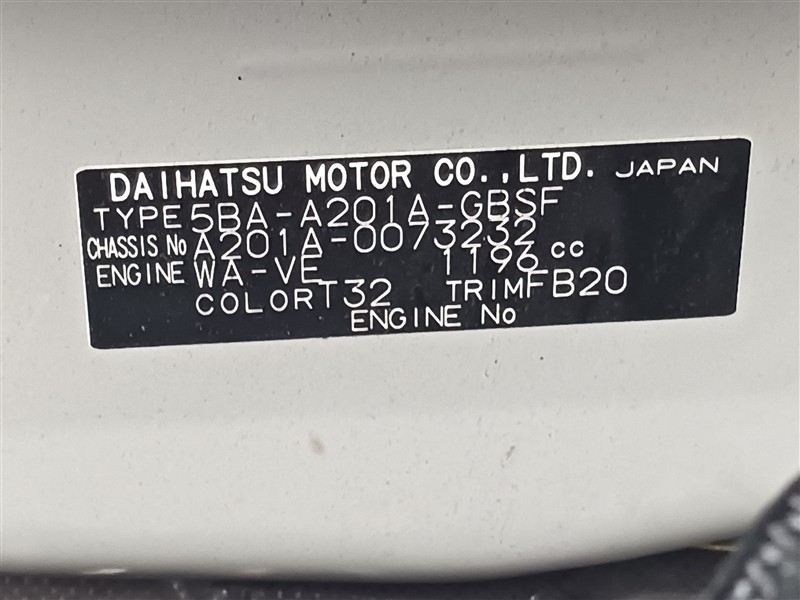 DAIHATSU MOTOR CO.,LTD. JAPAN
TYPE 5BA-A201A-GBSF
CHASSIS No A201A-0073232
ENGINE WA-VE 1196 cc
COLOR T32 TRIM FB20
ENGINE No